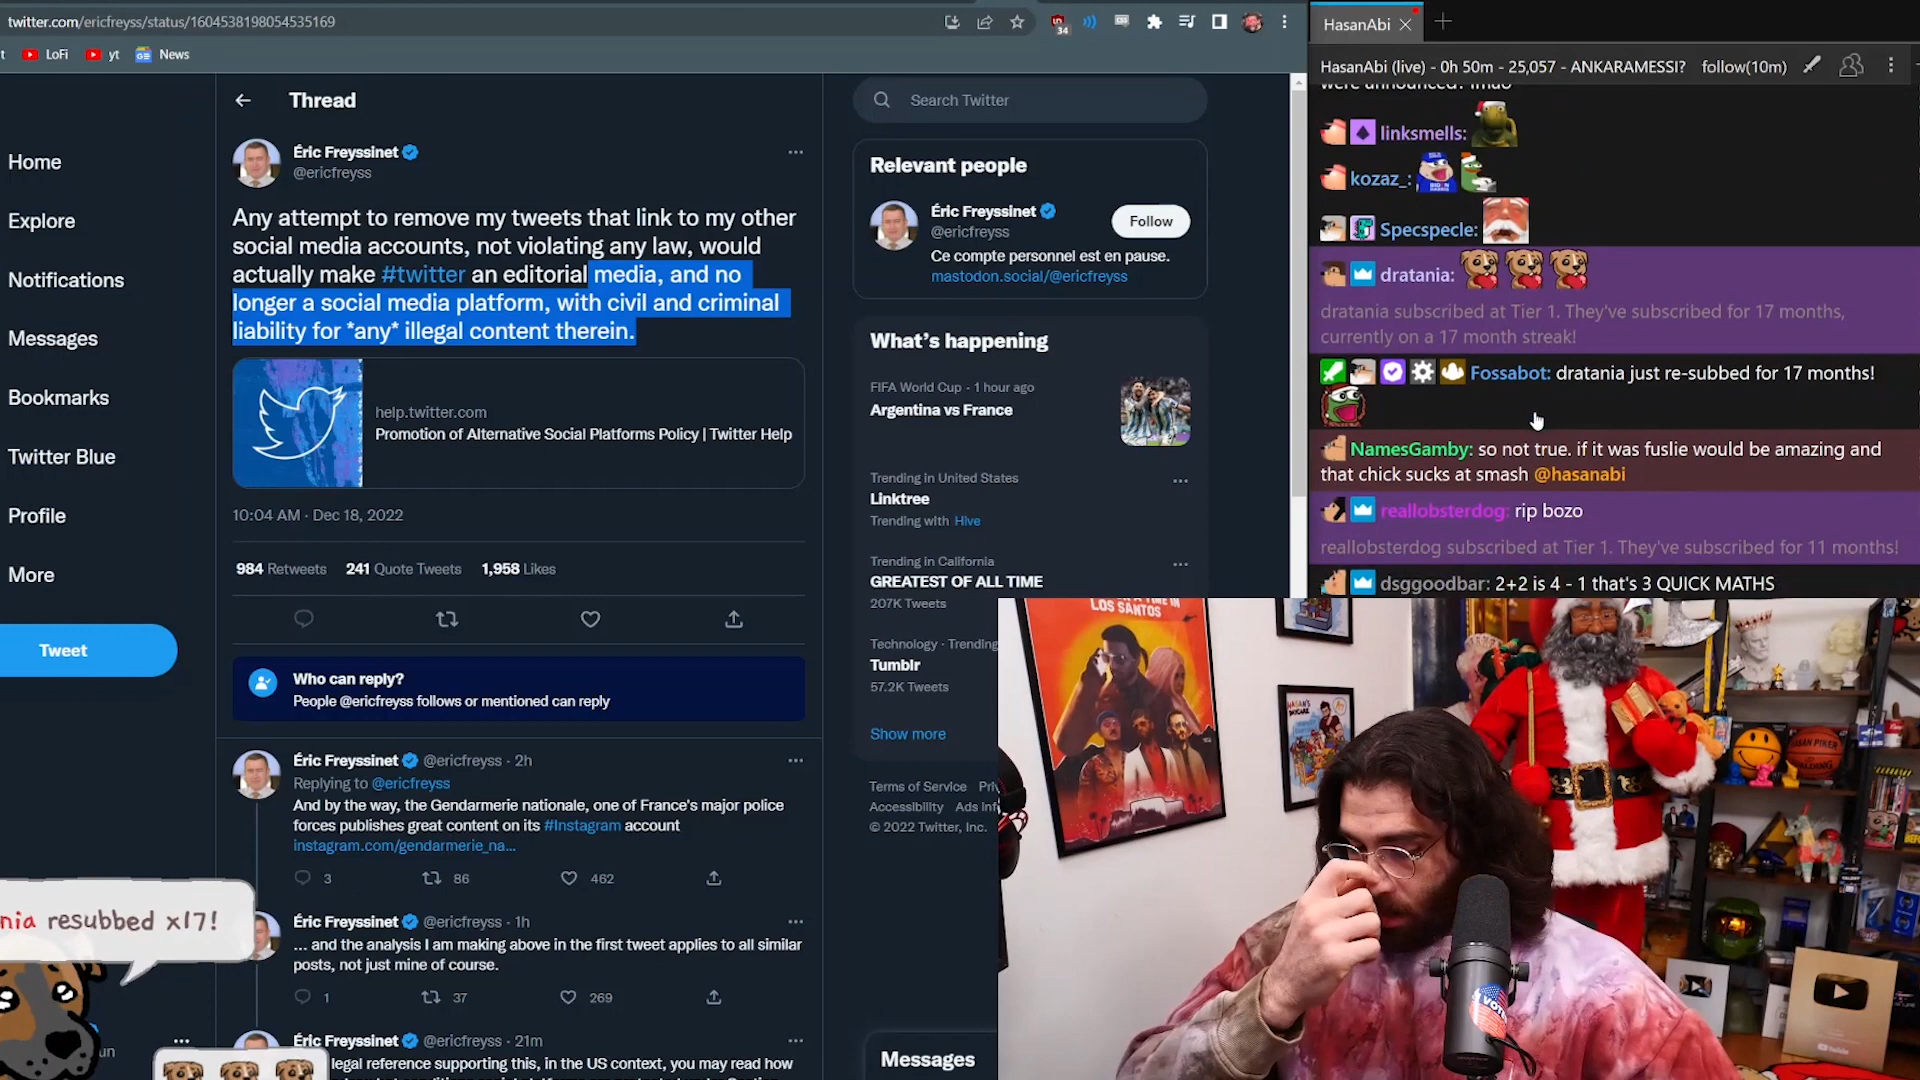 twitter.com/ericfreyss/status/1604538198054535169
34
t
LoFi
yt
News
Home
Explore
Notifications
Messages
Bookmarks
Twitter Blue
Profile
More
Tweet
Thread
Éric Freyssinet
@ericfreyss
Any attempt to remove my tweets that link to my other
social media accounts, not violating any law, would
actually make #twitter an editorial media, and no
longer a social media platform, with civil and criminal
liability for *any* illegal content therein.
help.twitter.com
Promotion of Alternative Social Platforms Policy | Twitter Help
10:04 AM · Dec 18, 2022
984 Retweets 241 Quote Tweets 1,958 Likes
Who can reply?
People @ericfreyss follows or mentioned can reply
Éric Freyssinet @ericfreyss · 2h
Replying to @ericfreyss
And by the way, the Gendarmerie nationale, one of France's major police
forces publishes great content on its #Instagram account
instagram.com/gendarmerie_na...
3 86 462
Éric Freyssinet @ericfreyss · 1h
... and the analysis I am making above in the first tweet applies to all similar
posts, not just mine of course.
1 37 269
Éric Freyssinet @ericfreyss · 21m
legal reference supporting this, in the US context, you may read how
nia resubbed x17!
un
Search Twitter
Relevant people
Éric Freyssinet
@ericfreyss
Follow
Ce compte personnel est en pause.
mastodon.social/@ericfreyss
What's happening
FIFA World Cup · 1 hour ago
Argentina vs France
Trending in United States
Linktree
Trending with Hive
Trending in California
GREATEST OF ALL TIME
207K Tweets
Technology · Trending
Tumblr
57.2K Tweets
Show more
Terms of Service
Accessibility Ads
© 2022 Twitter, Inc.
Messages
HasanAbi
HasanAbi (live) - 0h 50m - 25,057 - ANKARAMESSI? follow(10m)
were announced? lmao
linksmells:
kozaz_:
Specspecle:
dratania:
dratania subscribed at Tier 1. They've subscribed for 17 months,
currently on a 17 month streak!
Fossabot: dratania just re-subbed for 17 months!
NamesGamby: so not true. if it was fuslie would be amazing and
that chick sucks at smash @hasanabi
reallobsterdog: rip bozo
reallobsterdog subscribed at Tier 1. They've subscribed for 11 months!
dsggoodbar: 2+2 is 4 - 1 that's 3 QUICK MATHS
LOS SANTOS